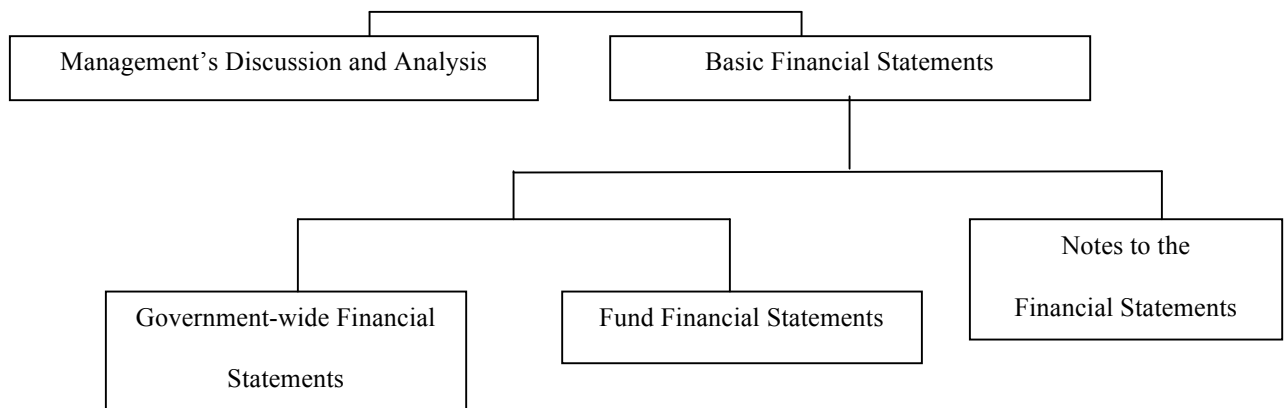 Management’s Discussion and Analysis
Basic Financial Statements
Notes to the
Financial Statements
Government-wide Financial
Statements
Fund Financial Statements